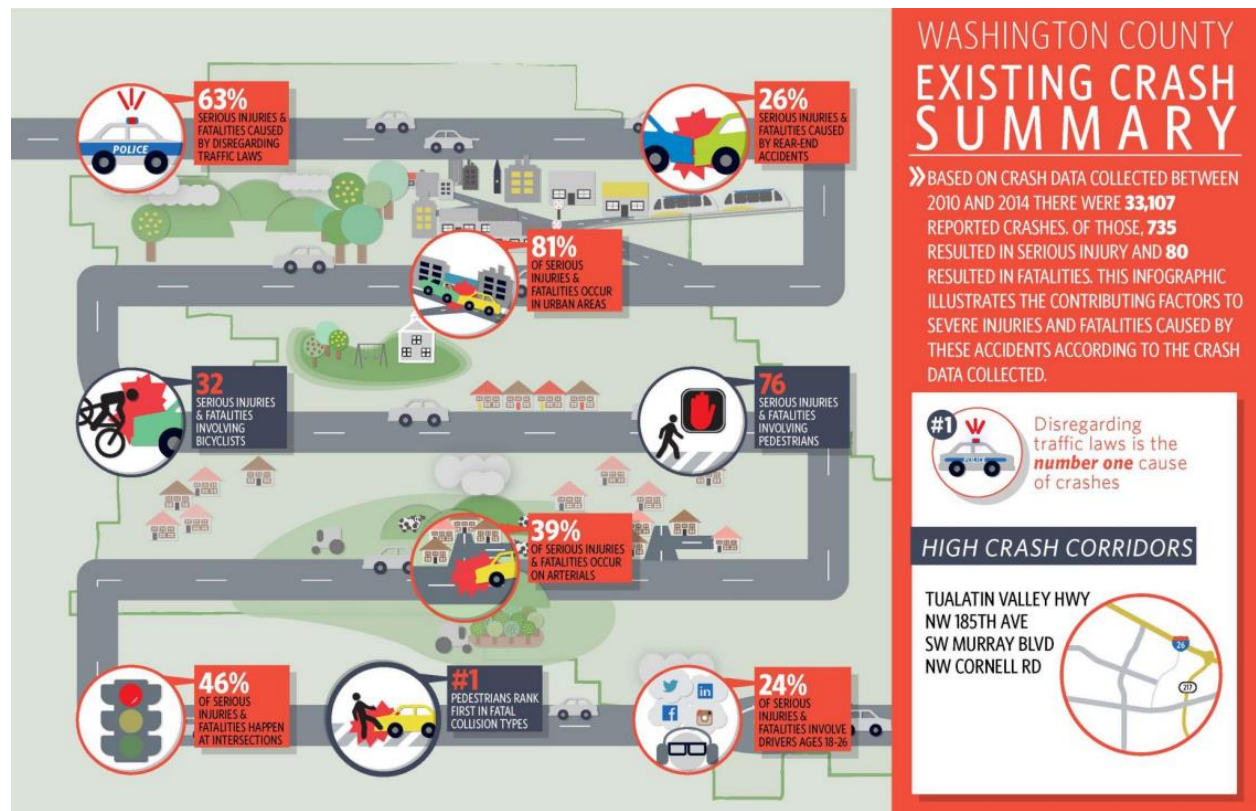 63%
SERIOUS INJURIES &
FATALITIES CAUSED
BY DISREGARDING
TRAFFIC LAWS
POLICE
26%
SERIOUS INJURIES &
FATALITIES CAUSED
BY REAR-END
ACCIDENTS
81%
OF SERIOUS
INJURIES &
FATALITIES OCCUR
IN URBAN AREAS
32
SERIOUS INJURIES
& FATALITIES
INVOLVING
BICYCLISTS
76
SERIOUS INJURIES
& FATALITIES
INVOLVING
PEDESTRIANS
39%
OF SERIOUS INJURIES
& FATALITIES OCCUR
ON ARTERIALS
46%
OF SERIOUS
INJURIES &
FATALITIES HAPPEN
AT INTERSECTIONS
#1
PEDESTRIANS RANK
FIRST IN FATAL
COLLISION TYPES
in
f
24%
OF SERIOUS
INJURIES &
FATALITIES INVOLVE
DRIVERS AGES 18-26
WASHINGTON COUNTY
EXISTING CRASH
SUMMARY
» BASED ON CRASH DATA COLLECTED BETWEEN
2010 AND 2014 THERE WERE 33,107
REPORTED CRASHES. OF THOSE, 735
RESULTED IN SERIOUS INJURY AND 80
RESULTED IN FATALITIES. THIS INFOGRAPHIC
ILLUSTRATES THE CONTRIBUTING FACTORS TO
SEVERE INJURIES AND FATALITIES CAUSED BY
THESE ACCIDENTS ACCORDING TO THE CRASH
DATA COLLECTED.
#1
POLICE
Disregarding
traffic laws is the
number one cause
of crashes
HIGH CRASH CORRIDORS
TUALATIN VALLEY HWY
NW 185TH AVE
SW MURRAY BLVD
NW CORNELL RD
26
217